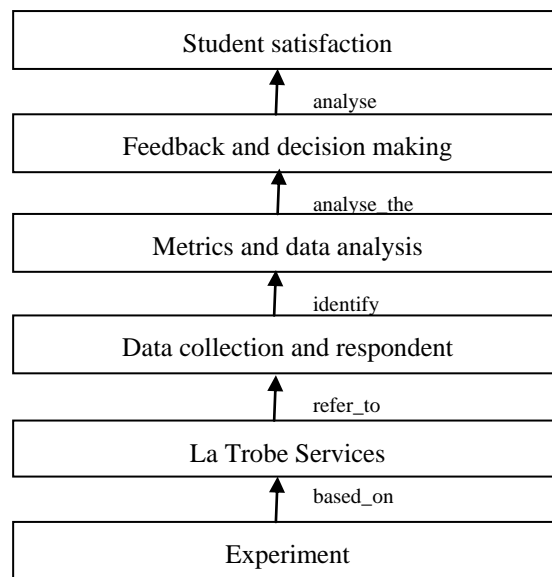 Student satisfaction
analyse
Feedback and decision making
analyse_the
Metrics and data analysis
identify
Data collection and respondent
refer_to
La Trobe Services
based_on
Experiment